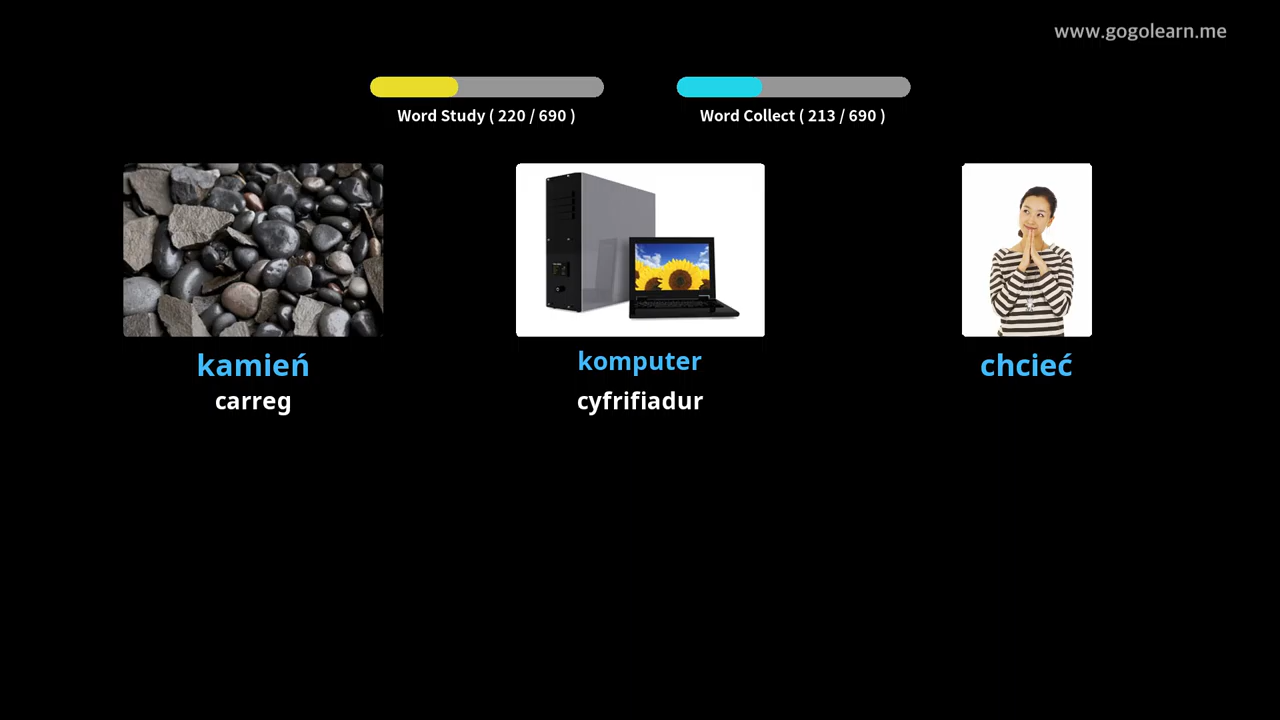 www.gogolearn.me
Word Study ( 220 / 690 )
Word Collect ( 213 / 690 )
kamień
komputer
chcieć
carreg
cyfrifiadur